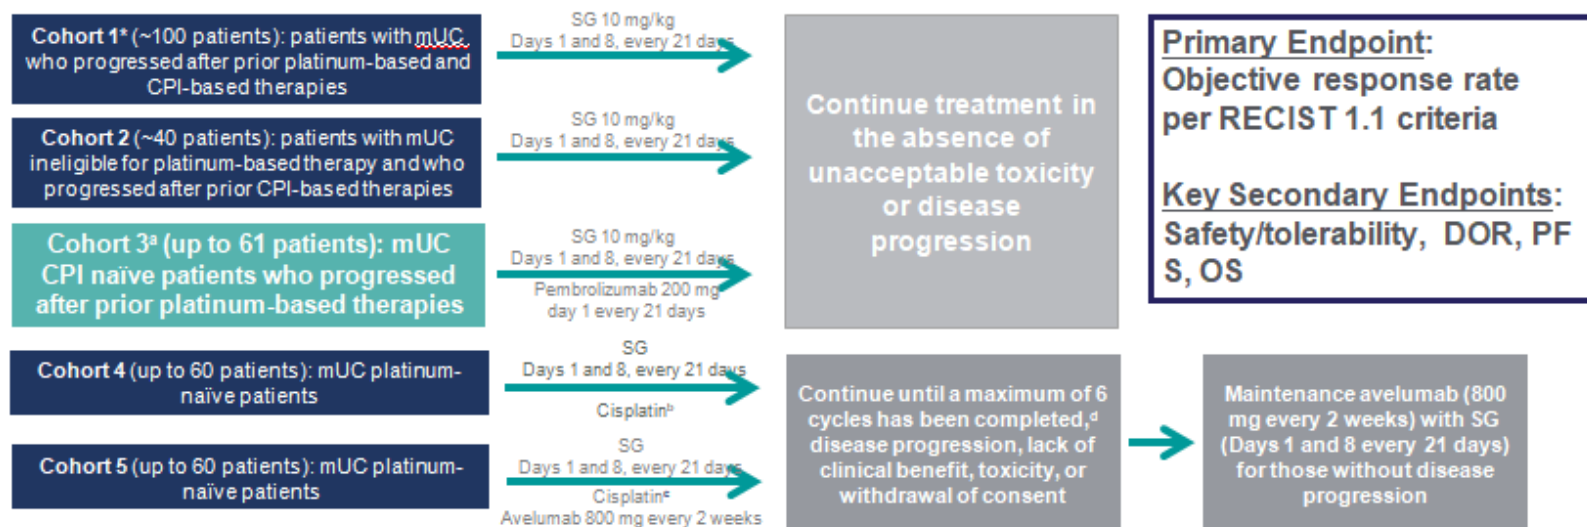 Cohort 1* (~100 patients): patients with mUC
who progressed after prior platinum-based and
CPI-based therapies
SG 10 mg/kg
Days 1 and 8, every 21 days
Cohort 2 (~40 patients): patients with mUC
ineligible for platinum-based therapy and who
progressed after prior CPI-based therapies
SG 10 mg/kg
Days 1 and 8, every 21 days
Cohort 3ᵃ (up to 61 patients): mUC
CPI naïve patients who progressed
after prior platinum-based therapies
SG 10 mg/kg
Days 1 and 8, every 21 days
Pembrolizumab 200 mg
day 1 every 21 days
Continue treatment in
the absence of
unacceptable toxicity
or disease
progression
Primary Endpoint:
Objective response rate
per RECIST 1.1 criteria
Key Secondary Endpoints:
Safety/tolerability, DOR, PF
S, OS
Cohort 4 (up to 60 patients): mUC platinum-
naïve patients
SG
Days 1 and 8, every 21 days
Cisplatinᵇ
Cohort 5 (up to 60 patients): mUC platinum-
naïve patients
SG
Days 1 and 8, every 21 days
Cisplatinᶜ
Avelumab 800 mg every 2 weeks
Continue until a maximum of 6
cycles has been completed,ᵈ
disease progression, lack of
clinical benefit, toxicity, or
withdrawal of consent
Maintenance avelumab (800
mg every 2 weeks) with SG
(Days 1 and 8 every 21 days)
for those without disease
progression